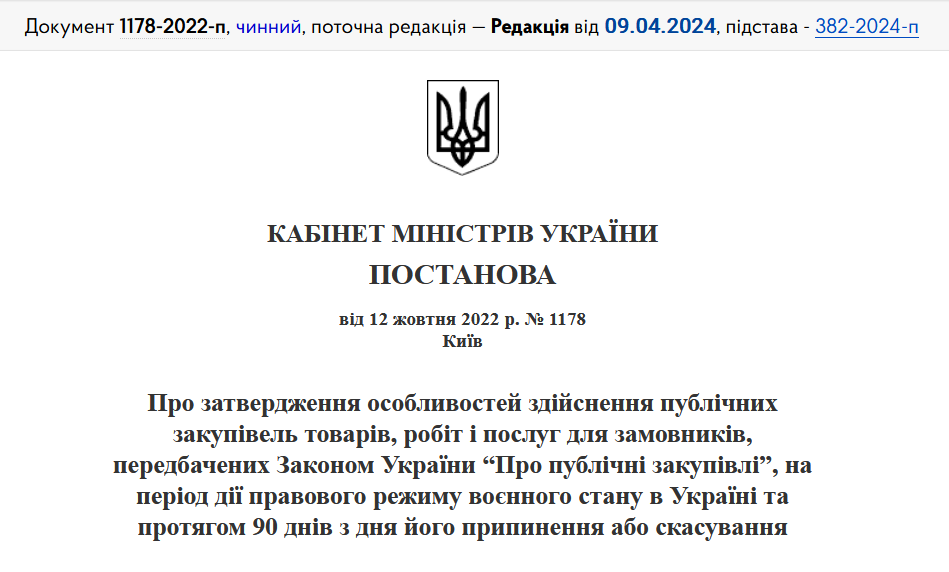 Документ 1178-2022-п, чинний, поточна редакція — Редакція від 09.04.2024, підстава - 382-2024-п
КАБІНЕТ МІНІСТРІВ УКРАЇНИ
ПОСТАНОВА
від 12 жовтня 2022 р. № 1178
Київ
Про затвердження особливостей здійснення публічних
закупівель товарів, робіт і послуг для замовників,
передбачених Законом України “Про публічні закупівлі”, на
період дії правового режиму воєнного стану в Україні та
протягом 90 днів з дня його припинення або скасування